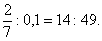 2/7 : 0,1 = 14 : 49.